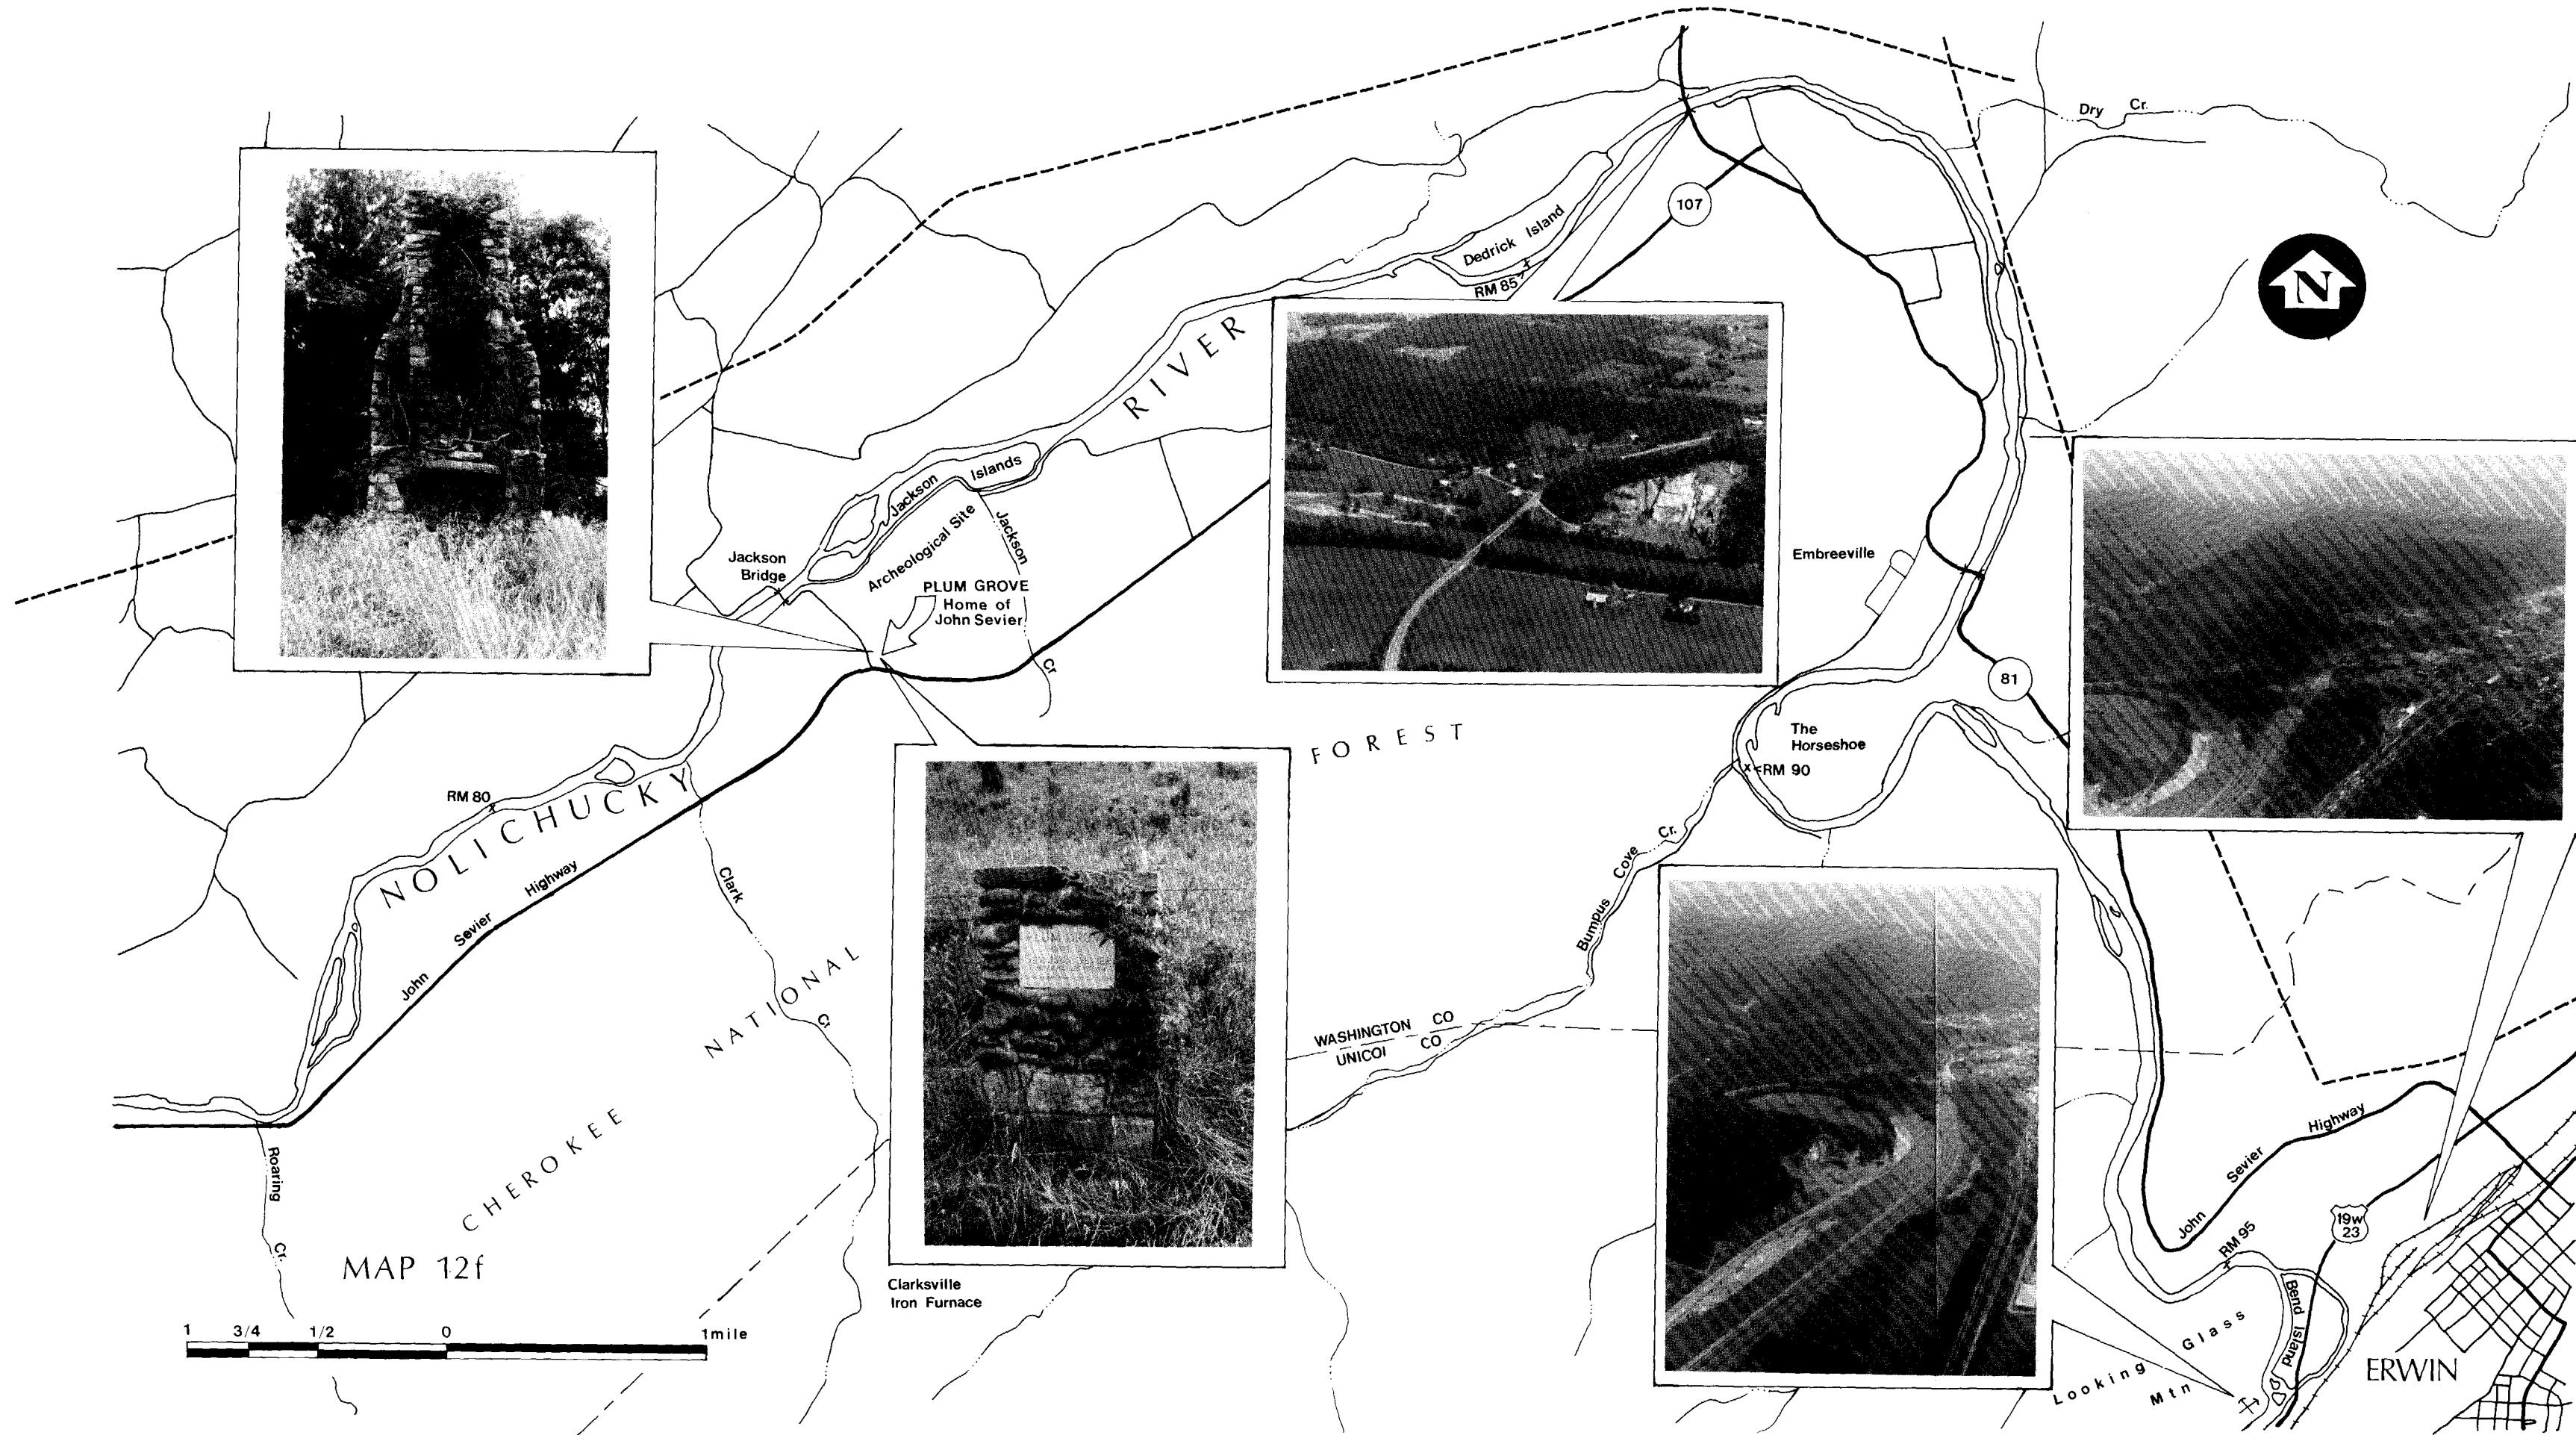 Dry Cr.
107
Dedrick Island
RM 85
N
RIVER
Jackson Islands
Archeological Site
Jackson Cr
Jackson
Bridge
PLUM GROVE
Home of
John Sevier
Embreeville
81
The
Horseshoe
RM 90
FOREST
RM 80
NOLICHUCKY
John Sevier Highway
Clark Cr.
Bumpus Cove Cr.
NATIONAL
WASHINGTON CO
UNICOI CO
CHEROKEE
Roaring Cr.
John Sevier Highway
19W
23
RM 95
Bend Island
Looking Glass
Mtn
ERWIN
MAP 12f
Clarksville
Iron Furnace
1 3/4 1/2 0 1 mile